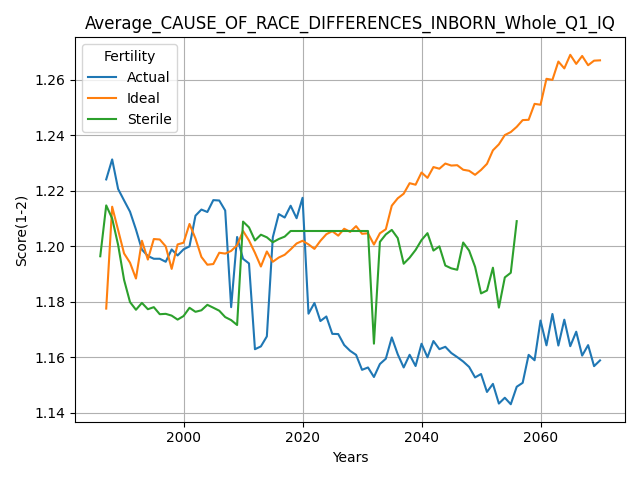 Average_CAUSE_OF_RACE_DIFFERENCES_INBORN_Whole_Q1_IQ
Fertility
Actual
Ideal
Sterile
Score(1-2)
1.26
1.24
1.22
1.20
1.18
1.16
1.14
2000 2020 2040 2060
Years